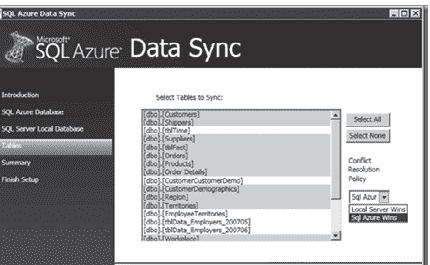 SQL Azure Data Sync
Microsoft®
SQL Azure™ Data Sync
Introduction
SQL Azure Database
SQL Server Local Database
Tables
Summary
Finish Setup
Select Tables to Sync:
[dbo].[Customers]
[dbo].[Shippers]
[dbo].[tblTime]
[dbo].[Suppliers]
[dbo].[tblFact]
[dbo].[Orders]
[dbo].[Products]
[dbo].[Order Details]
[dbo].[CustomerCustomerDemo]
[dbo].[CustomerDemographics]
[dbo].[Region]
[dbo].[Territories]
[dbo].[EmployeeTerritories]
[dbo].[tblData_Employers_200705]
[dbo].[tblData_Employers_200706]
[dbo].[Workplace]
Select All
Select None
Conflict
Resolution
Policy
Sql Azur
Local Server Wins
Sql Azure Wins